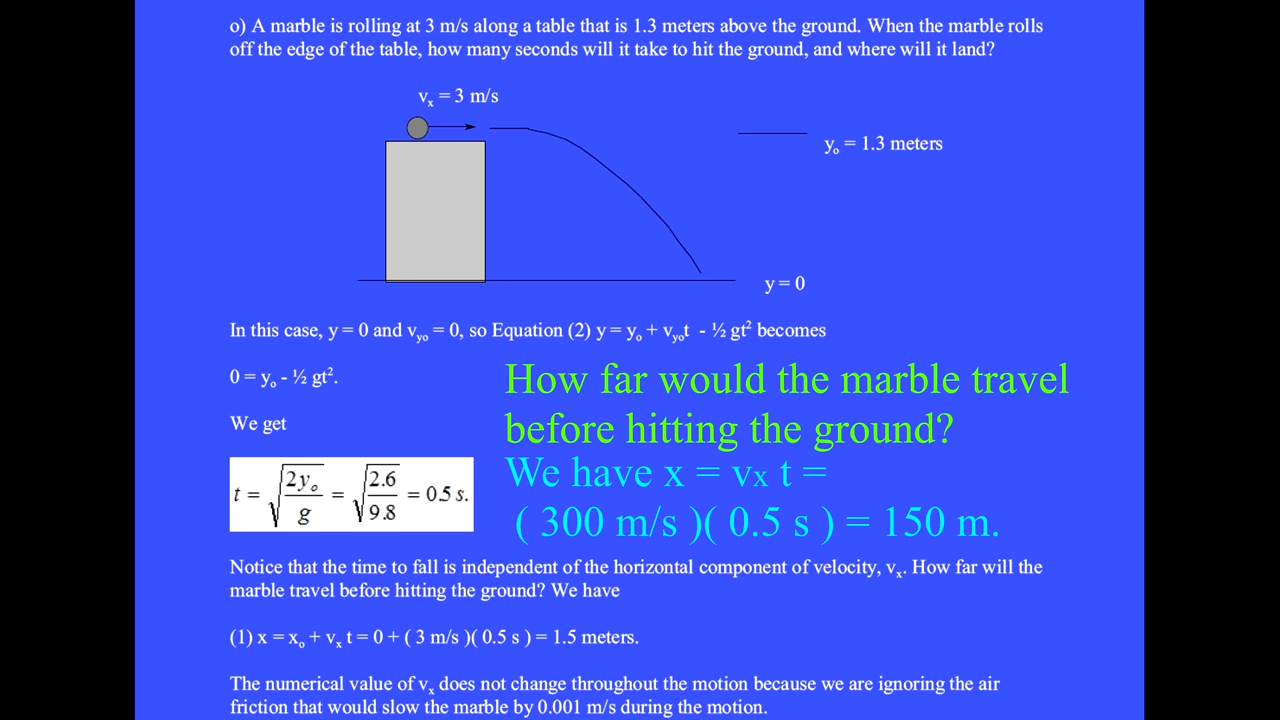 o) A marble is rolling at 3 m/s along a table that is 1.3 meters above the ground. When the marble rolls
off the edge of the table, how many seconds will it take to hit the ground, and where will it land?
vₓ = 3 m/s
yₒ = 1.3 meters
y = 0
In this case, y = 0 and vyo = 0, so Equation (2) y = yₒ + vyot - ½ gt² becomes
0 = yₒ - ½ gt².
How far would the marble travel
before hitting the ground?
We get
We have x = vx t =
( 300 m/s )( 0.5 s ) = 150 m.
t = √(2yₒ/g) = √(2.6/9.8) = 0.5 s.
Notice that the time to fall is independent of the horizontal component of velocity, vₓ. How far will the
marble travel before hitting the ground? We have
(1) x = xₒ + vₓ t = 0 + ( 3 m/s )( 0.5 s ) = 1.5 meters.
The numerical value of vₓ does not change throughout the motion because we are ignoring the air
friction that would slow the marble by 0.001 m/s during the motion.